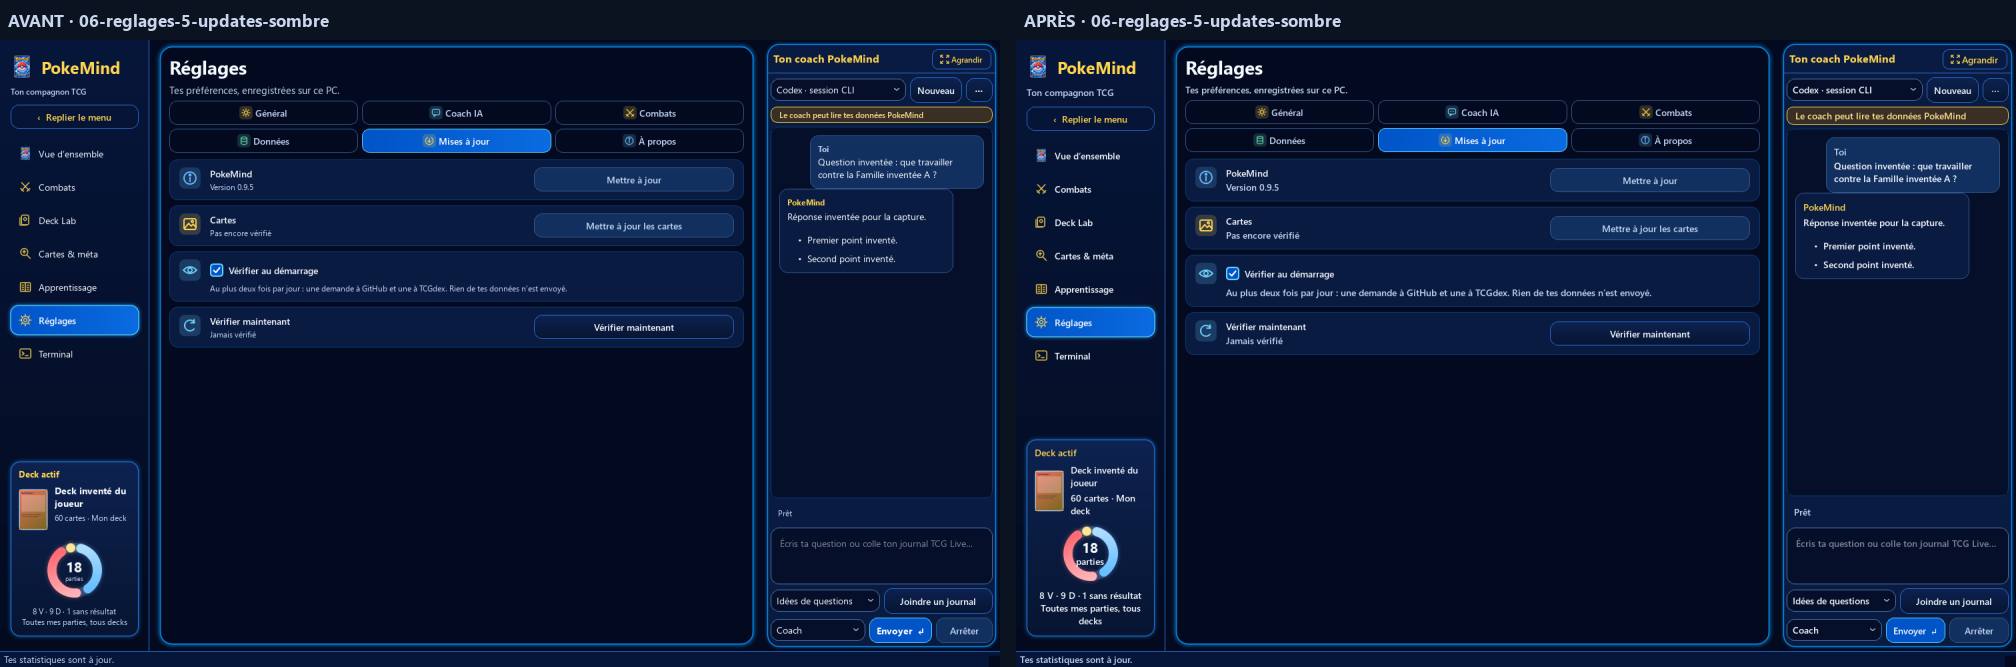 AVANT · 06-reglages-5-updates-sombre
PokeMind
Ton compagnon TCG
‹ Replier le menu
Vue d'ensemble
Combats
Deck Lab
Cartes & méta
Apprentissage
Réglages
Terminal
Deck actif
Deck inventé du
joueur
60 cartes · Mon deck
18
parties
8 V · 9 D · 1 sans résultat
Toutes mes parties, tous decks
Réglages
Tes préférences, enregistrées sur ce PC.
Général
Coach IA
Combats
Données
Mises à jour
À propos
PokeMind
Version 0.9.5
Mettre à jour
Cartes
Pas encore vérifié
Mettre à jour les cartes
Vérifier au démarrage
Au plus deux fois par jour : une demande à GitHub et une à TCGdex. Rien de tes données n'est envoyé.
Vérifier maintenant
Jamais vérifié
Vérifier maintenant
Ton coach PokeMind
Agrandir
Codex · session CLI
Nouveau
...
Le coach peut lire tes données PokeMind
Toi
Question inventée : que travailler
contre la Famille inventée A ?
PokeMind
Réponse inventée pour la capture.
• Premier point inventé.
• Second point inventé.
Prêt
Écris ta question ou colle ton journal TCG Live...
Idées de questions
Joindre un journal
Coach
Envoyer ↲
Arrêter
Tes statistiques sont à jour.
APRÈS · 06-reglages-5-updates-sombre
PokeMind
Ton compagnon TCG
‹ Replier le menu
Vue d'ensemble
Combats
Deck Lab
Cartes & méta
Apprentissage
Réglages
Terminal
Deck actif
Deck inventé du
joueur
60 cartes · Mon
deck
18
parties
8 V · 9 D · 1 sans résultat
Toutes mes parties, tous
decks
Réglages
Tes préférences, enregistrées sur ce PC.
Général
Coach IA
Combats
Données
Mises à jour
À propos
PokeMind
Version 0.9.5
Mettre à jour
Cartes
Pas encore vérifié
Mettre à jour les cartes
Vérifier au démarrage
Au plus deux fois par jour : une demande à GitHub et une à TCGdex. Rien de tes données n'est envoyé.
Vérifier maintenant
Jamais vérifié
Vérifier maintenant
Ton coach PokeMind
Agrandir
Codex · session CLI
Nouveau
...
Le coach peut lire tes données PokeMind
Toi
Question inventée : que travailler
contre la Famille inventée A ?
PokeMind
Réponse inventée pour la capture.
• Premier point inventé.
• Second point inventé.
Prêt
Écris ta question ou colle ton journal TCG Live...
Idées de questions
Joindre un journal
Coach
Envoyer ↲
Arrêter
Tes statistiques sont à jour.